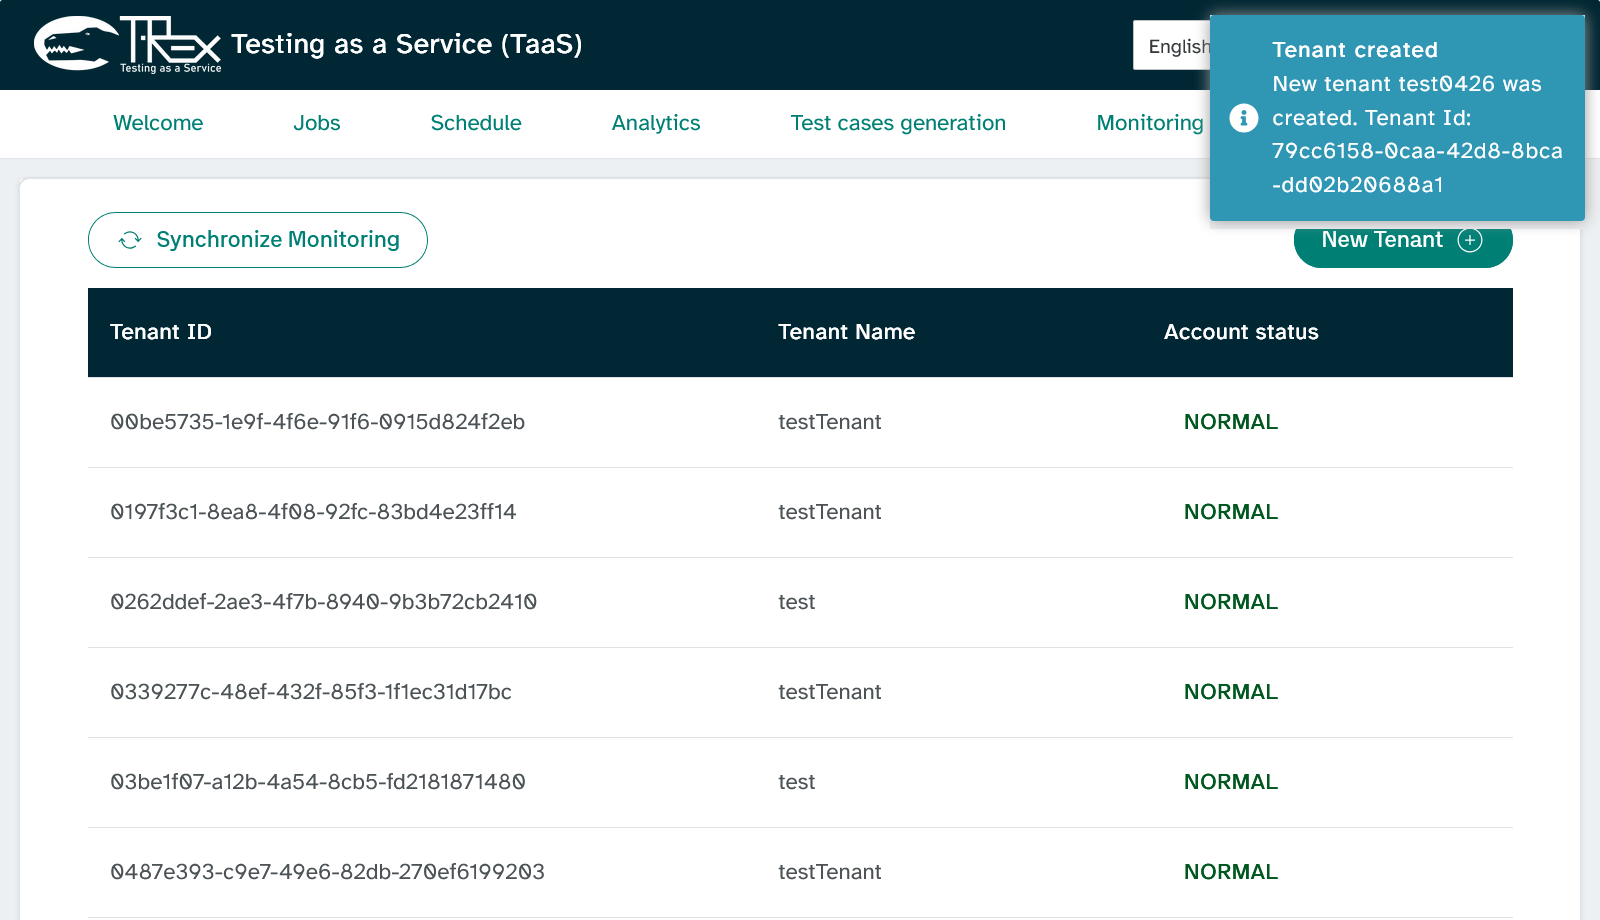 T-Rex
Testing as a Service
Testing as a Service (TaaS)
English
Tenant created
New tenant test0426 was
created. Tenant Id:
79cc6158-0caa-42d8-8bca
-dd02b20688a1
Welcome
Jobs
Schedule
Analytics
Test cases generation
Monitoring
Synchronize Monitoring
New Tenant
Tenant ID
Tenant Name
Account status
00be5735-1e9f-4f6e-91f6-0915d824f2eb
testTenant
NORMAL
0197f3c1-8ea8-4f08-92fc-83bd4e23ff14
testTenant
NORMAL
0262ddef-2ae3-4f7b-8940-9b3b72cb2410
test
NORMAL
0339277c-48ef-432f-85f3-1f1ec31d17bc
testTenant
NORMAL
03be1f07-a12b-4a54-8cb5-fd2181871480
test
NORMAL
0487e393-c9e7-49e6-82db-270ef6199203
testTenant
NORMAL